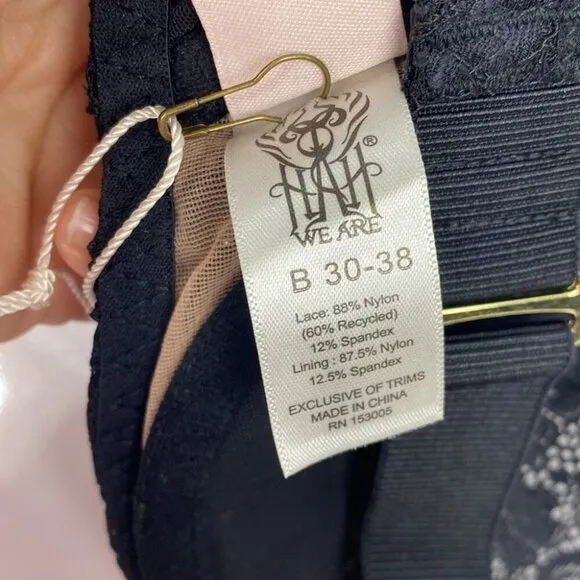 ®
WE ARE
B 30-38
Lace: 88% Nylon
(60% Recycled)
12% Spandex
Lining : 87.5% Nylon
12.5% Spandex
EXCLUSIVE OF TRIMS
MADE IN CHINA
RN 153005